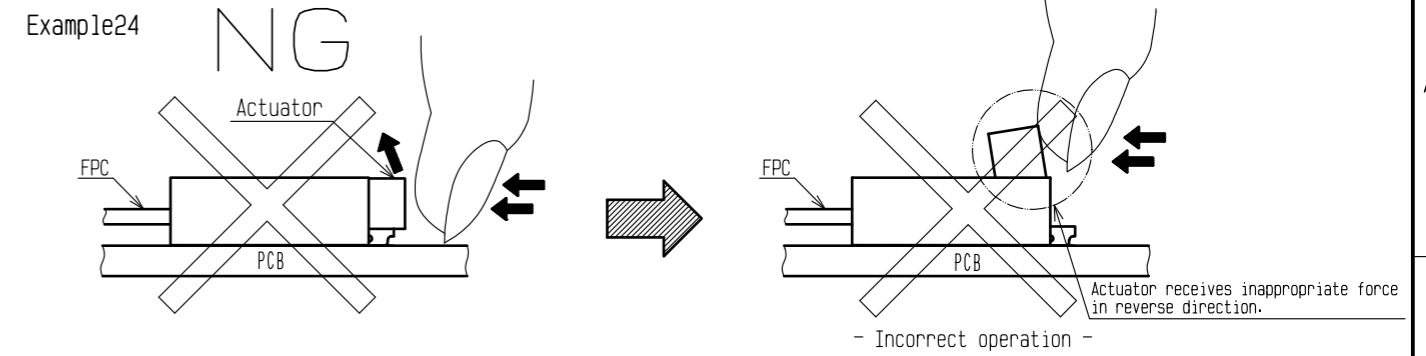 Example24
NG
Actuator
FPC
PCB
FPC
PCB
Actuator receives inappropriate force
in reverse direction.
- Incorrect operation -